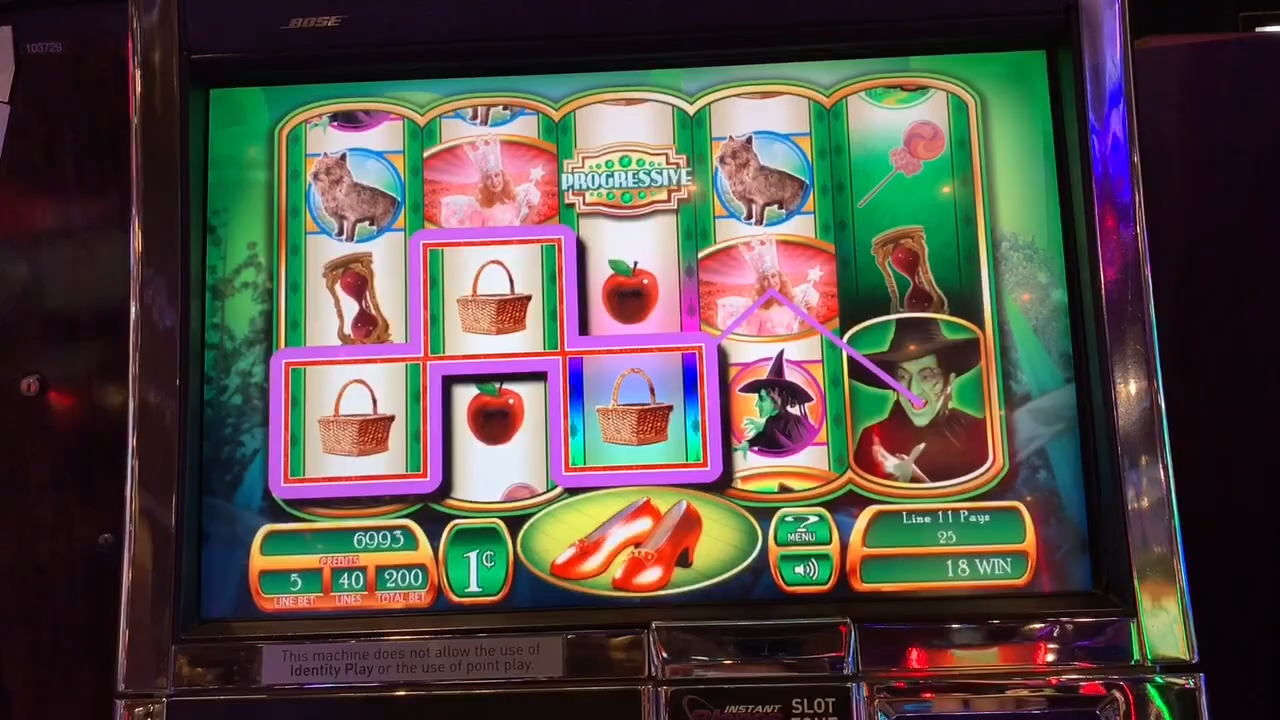 BOSE
103729
PROGRESSIVE
6993
CREDITS
5 40 200
LINE BET LINES TOTAL BET
1¢
?
MENU
Line 11 Pays
25
18 WIN
This machine does not allow the use of
Identity Play or the use of point play.
INSTANT
SLOT
ZONE